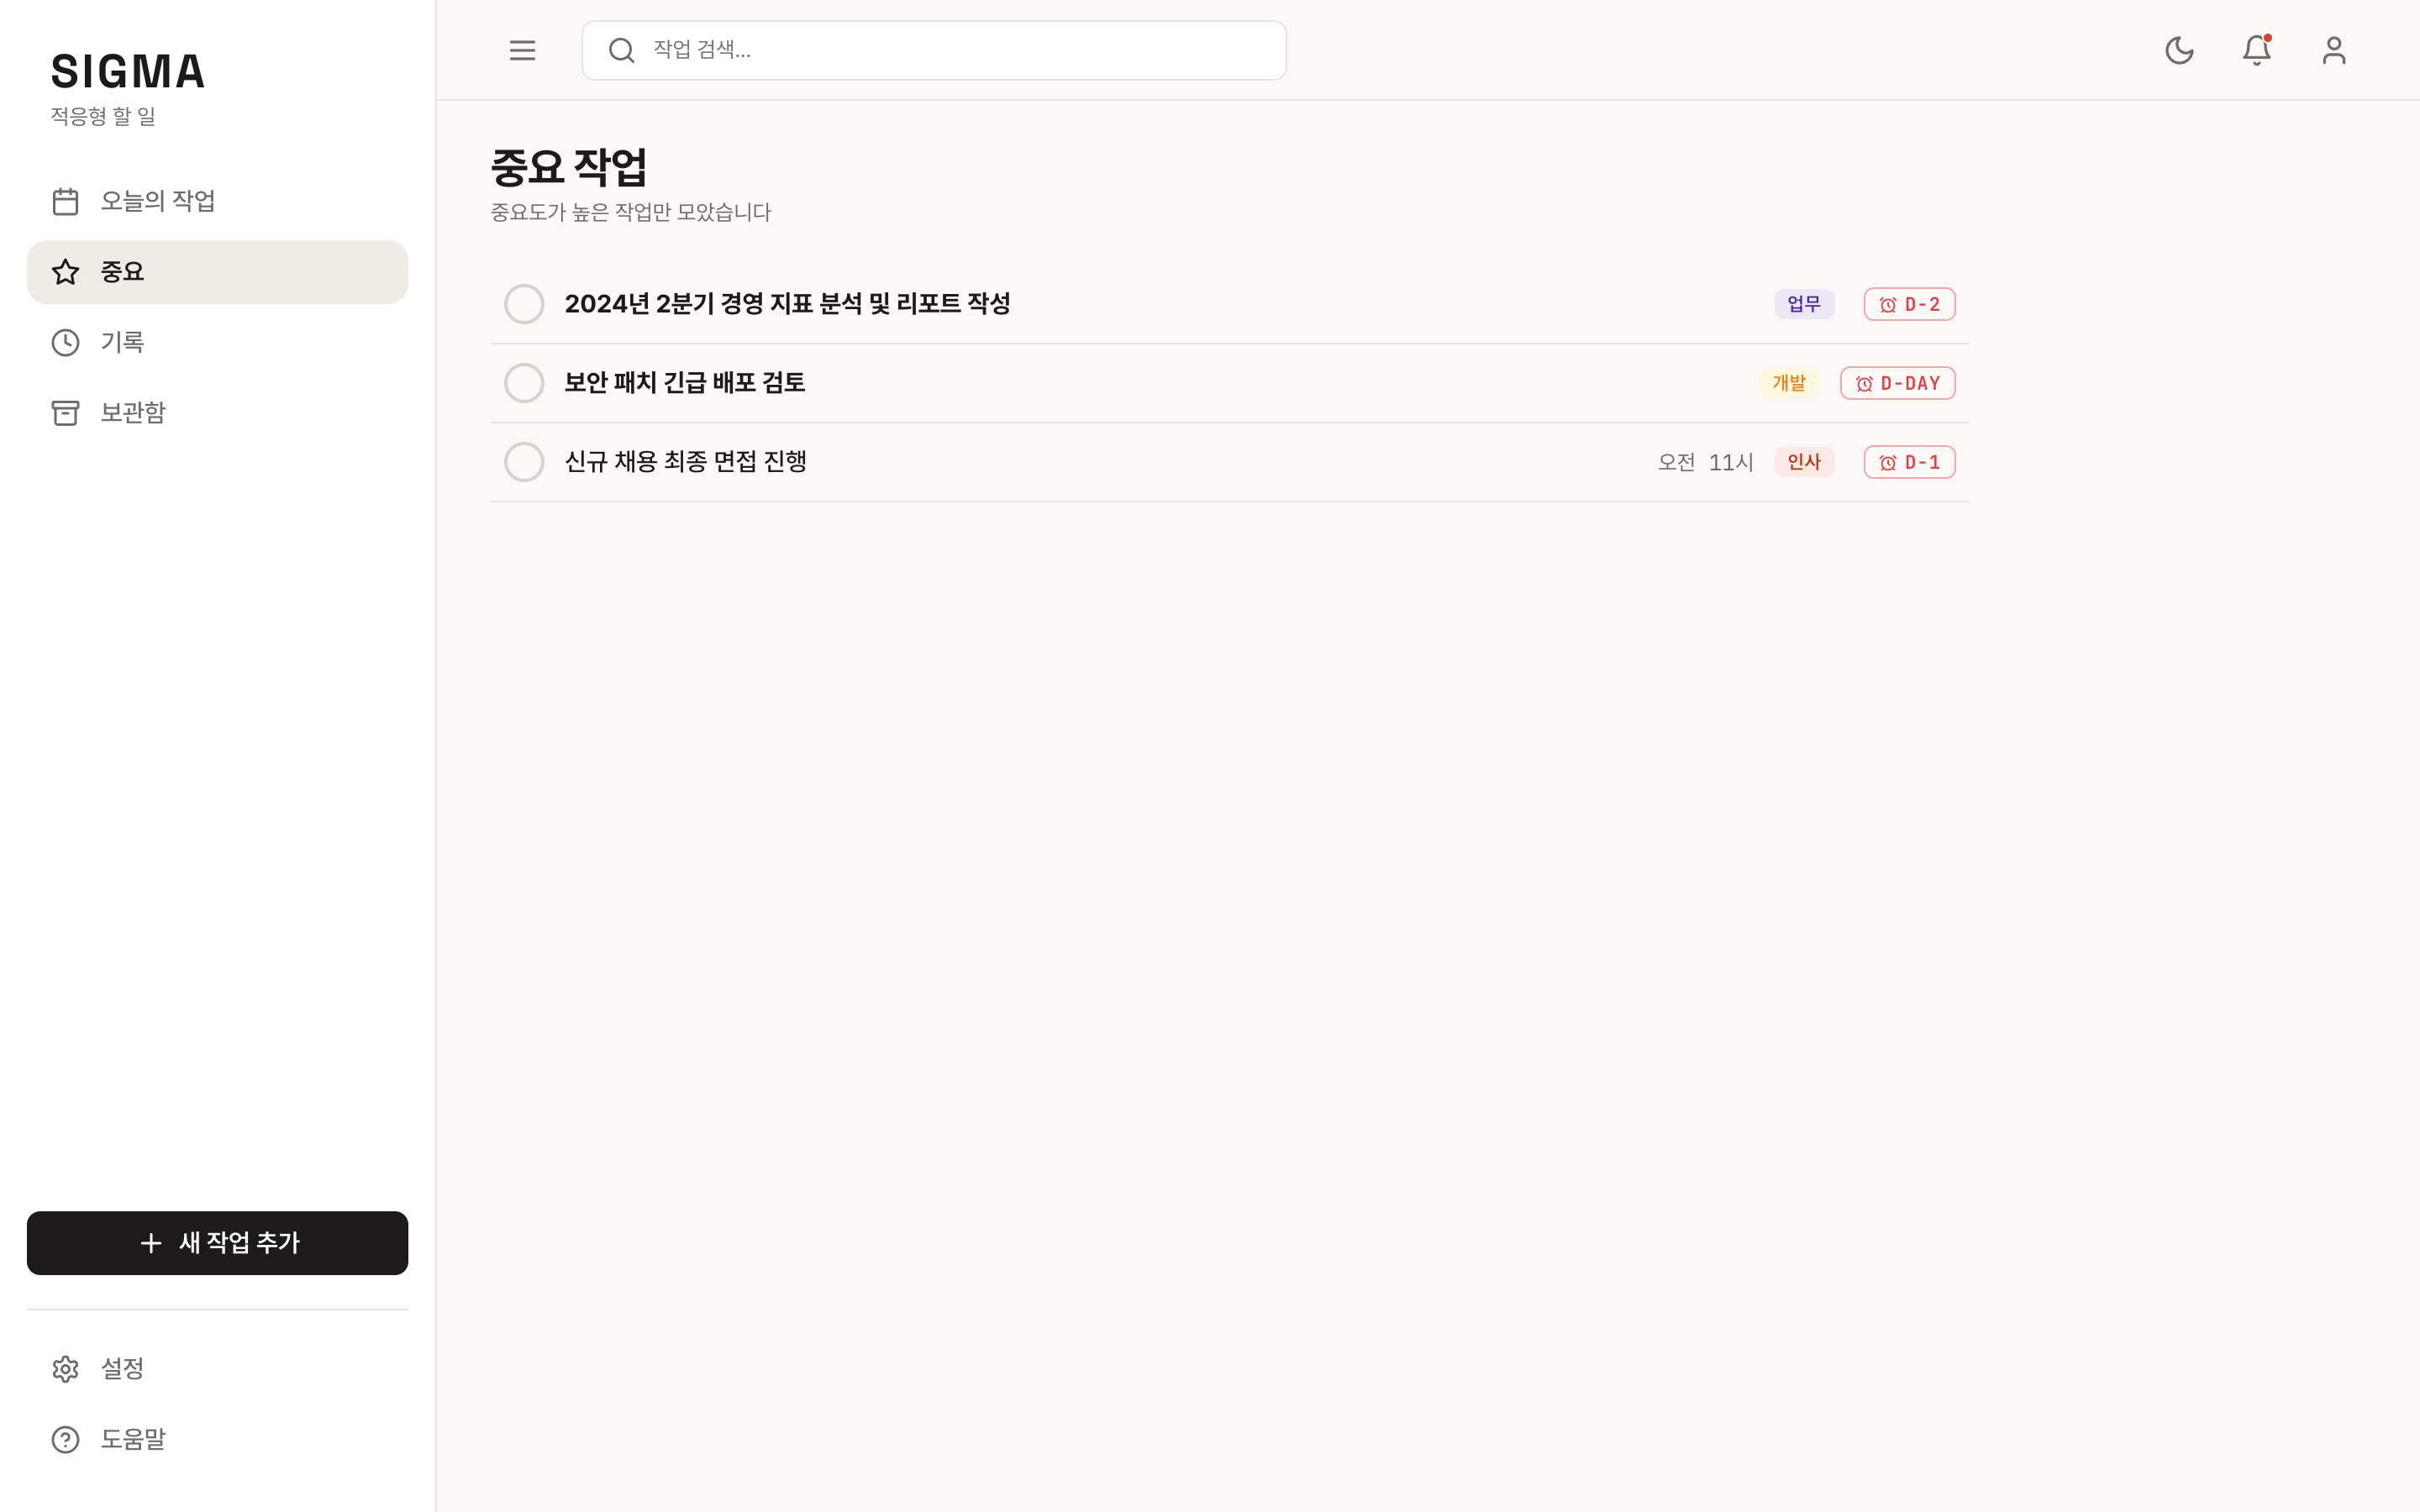 SIGMA
적응형 할 일
오늘의 작업
중요
기록
보관함
새 작업 추가
설정
도움말
작업 검색...
중요 작업
중요도가 높은 작업만 모았습니다
2024년 2분기 경영 지표 분석 및 리포트 작성 업무 D-2
보안 패치 긴급 배포 검토 개발 D-DAY
신규 채용 최종 면접 진행 오전 11시 인사 D-1